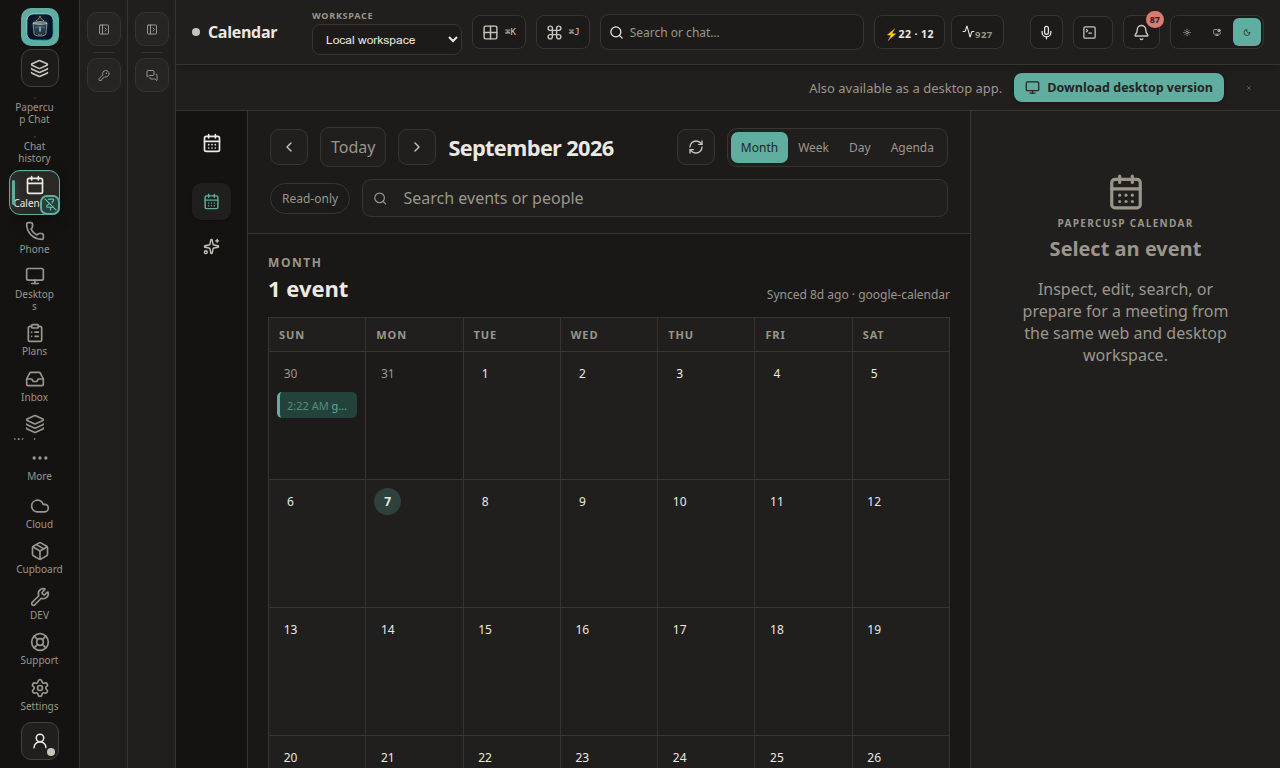 Calendar
WORKSPACE
Local workspace
⌘K
⌘J
Search or chat...
⚡22 · 12
927
87
Also available as a desktop app.
Download desktop version
×
Papercu
p Chat
Chat
history
Calen
Phone
Desktop
s
Plans
Inbox
More
Cloud
Cupboard
DEV
Support
Settings
Today
September 2026
Month
Week
Day
Agenda
Read-only
Search events or people
MONTH
1 event
Synced 8d ago · google-calendar
SUN MON TUE WED THU FRI SAT
30 31 1 2 3 4 5
2:22 AM g...
6 7 8 9 10 11 12
13 14 15 16 17 18 19
20 21 22 23 24 25 26
PAPERCUSP CALENDAR
Select an event
Inspect, edit, search, or
prepare for a meeting from
the same web and desktop
workspace.